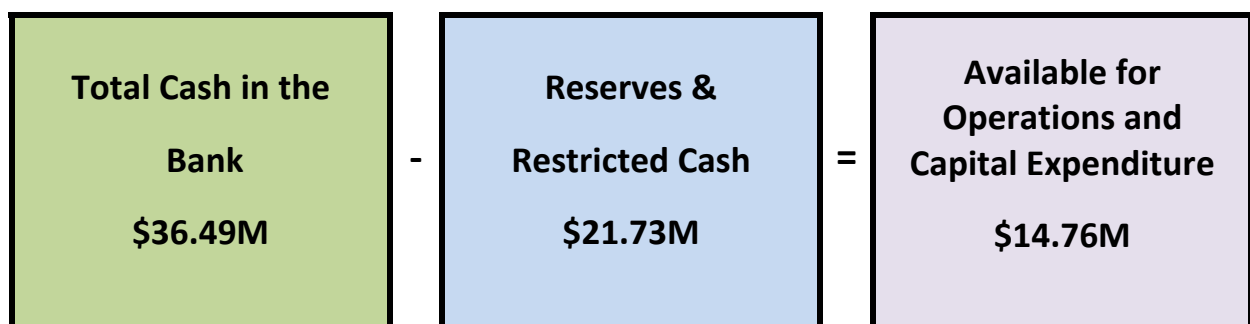 Total Cash in the
Bank
$36.49M
-
Reserves &
Restricted Cash
$21.73M
=
Available for
Operations and
Capital Expenditure
$14.76M